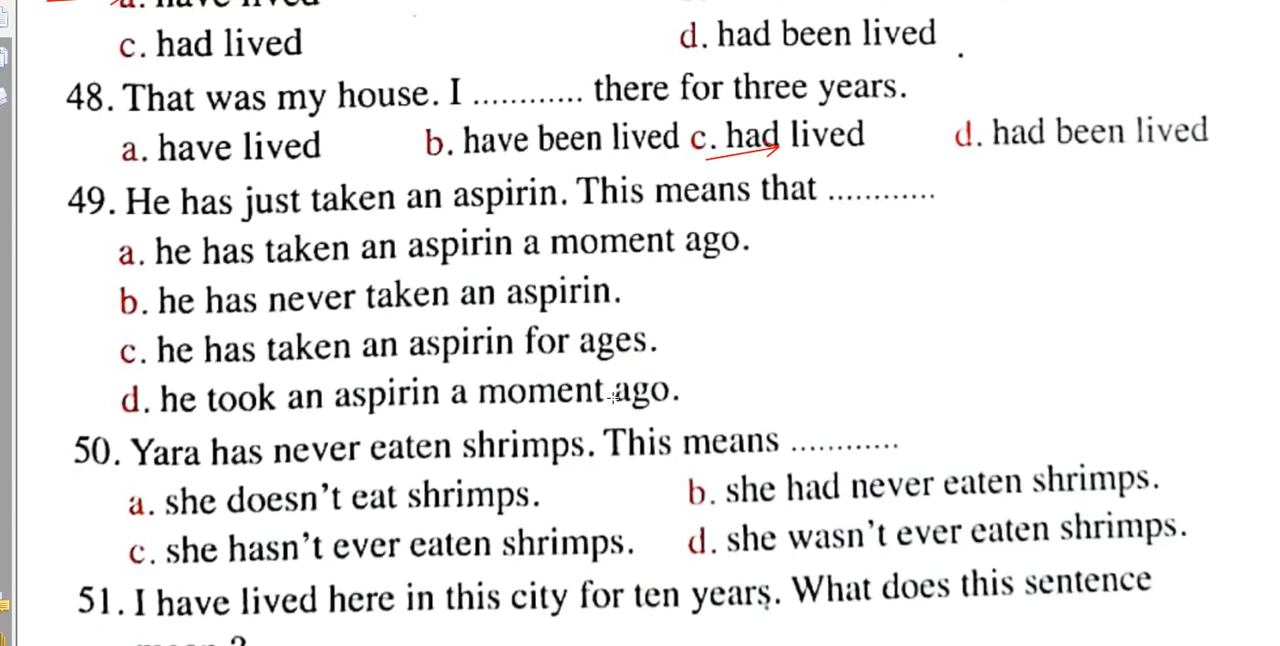 a. have lived
c. had lived d. had been lived
48. That was my house. I ............ there for three years.
a. have lived b. have been lived c. had lived d. had been lived
49. He has just taken an aspirin. This means that ............
a. he has taken an aspirin a moment ago.
b. he has never taken an aspirin.
c. he has taken an aspirin for ages.
d. he took an aspirin a moment ago.
50. Yara has never eaten shrimps. This means ............
a. she doesn't eat shrimps. b. she had never eaten shrimps.
c. she hasn't ever eaten shrimps. d. she wasn't ever eaten shrimps.
51. I have lived here in this city for ten years. What does this sentence
mean ?